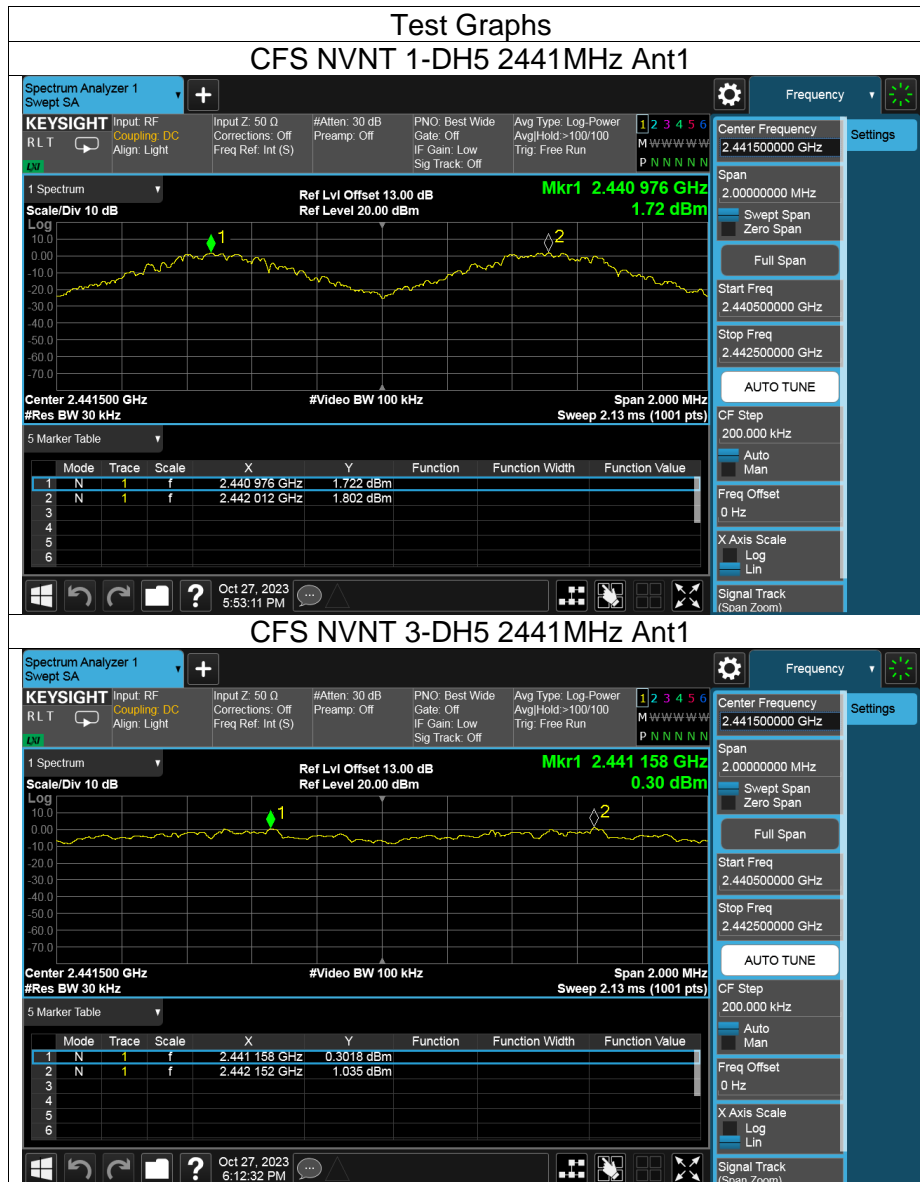 Test Graphs
CFS NVNT 1-DH5 2441MHz Ant1
Spectrum Analyzer 1
Swept SA
+
Frequency
KEYSIGHT
RLT
LXI
Input: RF
Coupling: DC
Align: Light
Input Z: 50 Ω
Corrections: Off
Freq Ref: Int (S)
#Atten: 30 dB
Preamp: Off
PNO: Best Wide
Gate: Off
IF Gain: Low
Sig Track: Off
Avg Type: Log-Power
Avg|Hold:>100/100
Trig: Free Run
1 2 3 4 5 6
M W W W W W
P N N N N N
Center Frequency
2.441500000 GHz
Settings
Span
2.00000000 MHz
Swept Span
Zero Span
Full Span
Start Freq
2.440500000 GHz
Stop Freq
2.442500000 GHz
AUTO TUNE
CF Step
200.000 kHz
Auto
Man
Freq Offset
0 Hz
X Axis Scale
Log
Lin
Signal Track
(Span Zoom)
1 Spectrum
Scale/Div 10 dB
Ref Lvl Offset 13.00 dB
Ref Level 20.00 dBm
Mkr1 2.440 976 GHz
1.72 dBm
Log
10.0
0.00
-10.0
-20.0
-30.0
-40.0
-50.0
-60.0
-70.0
1
2
Center 2.441500 GHz
#Res BW 30 kHz
#Video BW 100 kHz
Span 2.000 MHz
Sweep 2.13 ms (1001 pts)
5 Marker Table
Mode Trace Scale X Y Function Function Width Function Value
1 N 1 f 2.440 976 GHz 1.722 dBm
2 N 1 f 2.442 012 GHz 1.802 dBm
3
4
5
6
?
Oct 27, 2023
5:53:11 PM
CFS NVNT 3-DH5 2441MHz Ant1
Spectrum Analyzer 1
Swept SA
+
Frequency
KEYSIGHT
RLT
LXI
Input: RF
Coupling: DC
Align: Light
Input Z: 50 Ω
Corrections: Off
Freq Ref: Int (S)
#Atten: 30 dB
Preamp: Off
PNO: Best Wide
Gate: Off
IF Gain: Low
Sig Track: Off
Avg Type: Log-Power
Avg|Hold:>100/100
Trig: Free Run
1 2 3 4 5 6
M W W W W W
P N N N N N
Center Frequency
2.441500000 GHz
Settings
Span
2.00000000 MHz
Swept Span
Zero Span
Full Span
Start Freq
2.440500000 GHz
Stop Freq
2.442500000 GHz
AUTO TUNE
CF Step
200.000 kHz
Auto
Man
Freq Offset
0 Hz
X Axis Scale
Log
Lin
Signal Track
(Span Zoom)
1 Spectrum
Scale/Div 10 dB
Ref Lvl Offset 13.00 dB
Ref Level 20.00 dBm
Mkr1 2.441 158 GHz
0.30 dBm
Log
10.0
0.00
-10.0
-20.0
-30.0
-40.0
-50.0
-60.0
-70.0
1
2
Center 2.441500 GHz
#Res BW 30 kHz
#Video BW 100 kHz
Span 2.000 MHz
Sweep 2.13 ms (1001 pts)
5 Marker Table
Mode Trace Scale X Y Function Function Width Function Value
1 N 1 f 2.441 158 GHz 0.3018 dBm
2 N 1 f 2.442 152 GHz 1.035 dBm
3
4
5
6
?
Oct 27, 2023
6:12:32 PM